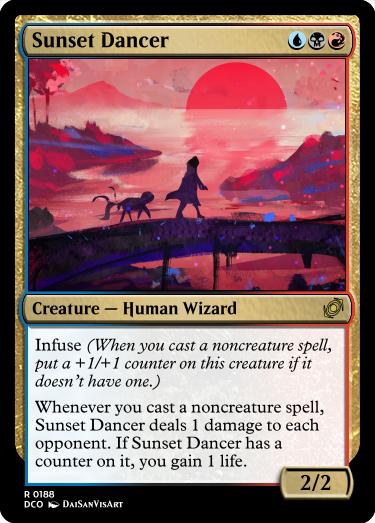 Sunset Dancer
Creature — Human Wizard
Infuse (When you cast a noncreature spell,
put a +1/+1 counter on this creature if it
doesn't have one.)
Whenever you cast a noncreature spell,
Sunset Dancer deals 1 damage to each
opponent. If Sunset Dancer has a
counter on it, you gain 1 life.
2/2
R 0188
DCO DaiSanVisArt